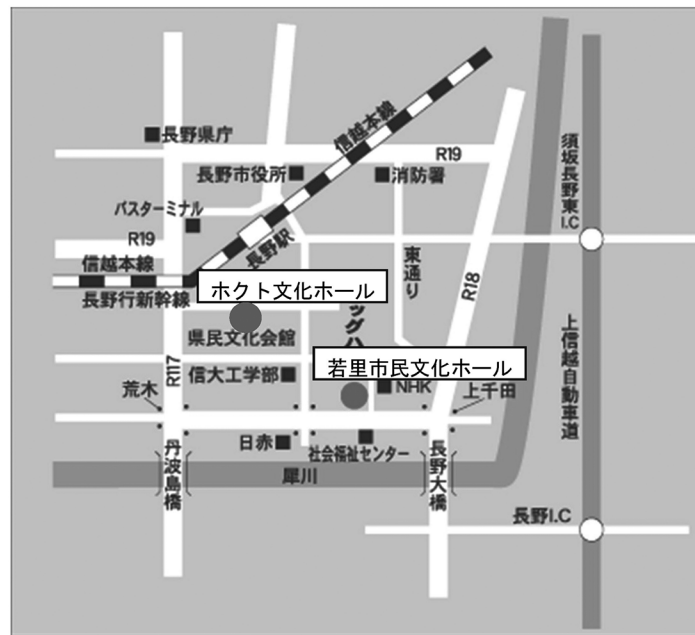 長野県庁
信越本線
R19
長野市役所
消防署
須坂長野東I.C
バスターミナル
R19
長野駅
信越本線
長野行新幹線
ホクト文化ホール
東通り
R18
県民文化会館
ッグハ
上信越自動車道
若里市民文化ホール
R117
信大工学部
NHK
荒木
上千田
日赤
社会福祉センター
丹波島橋
犀川
長野大橋
長野I.C